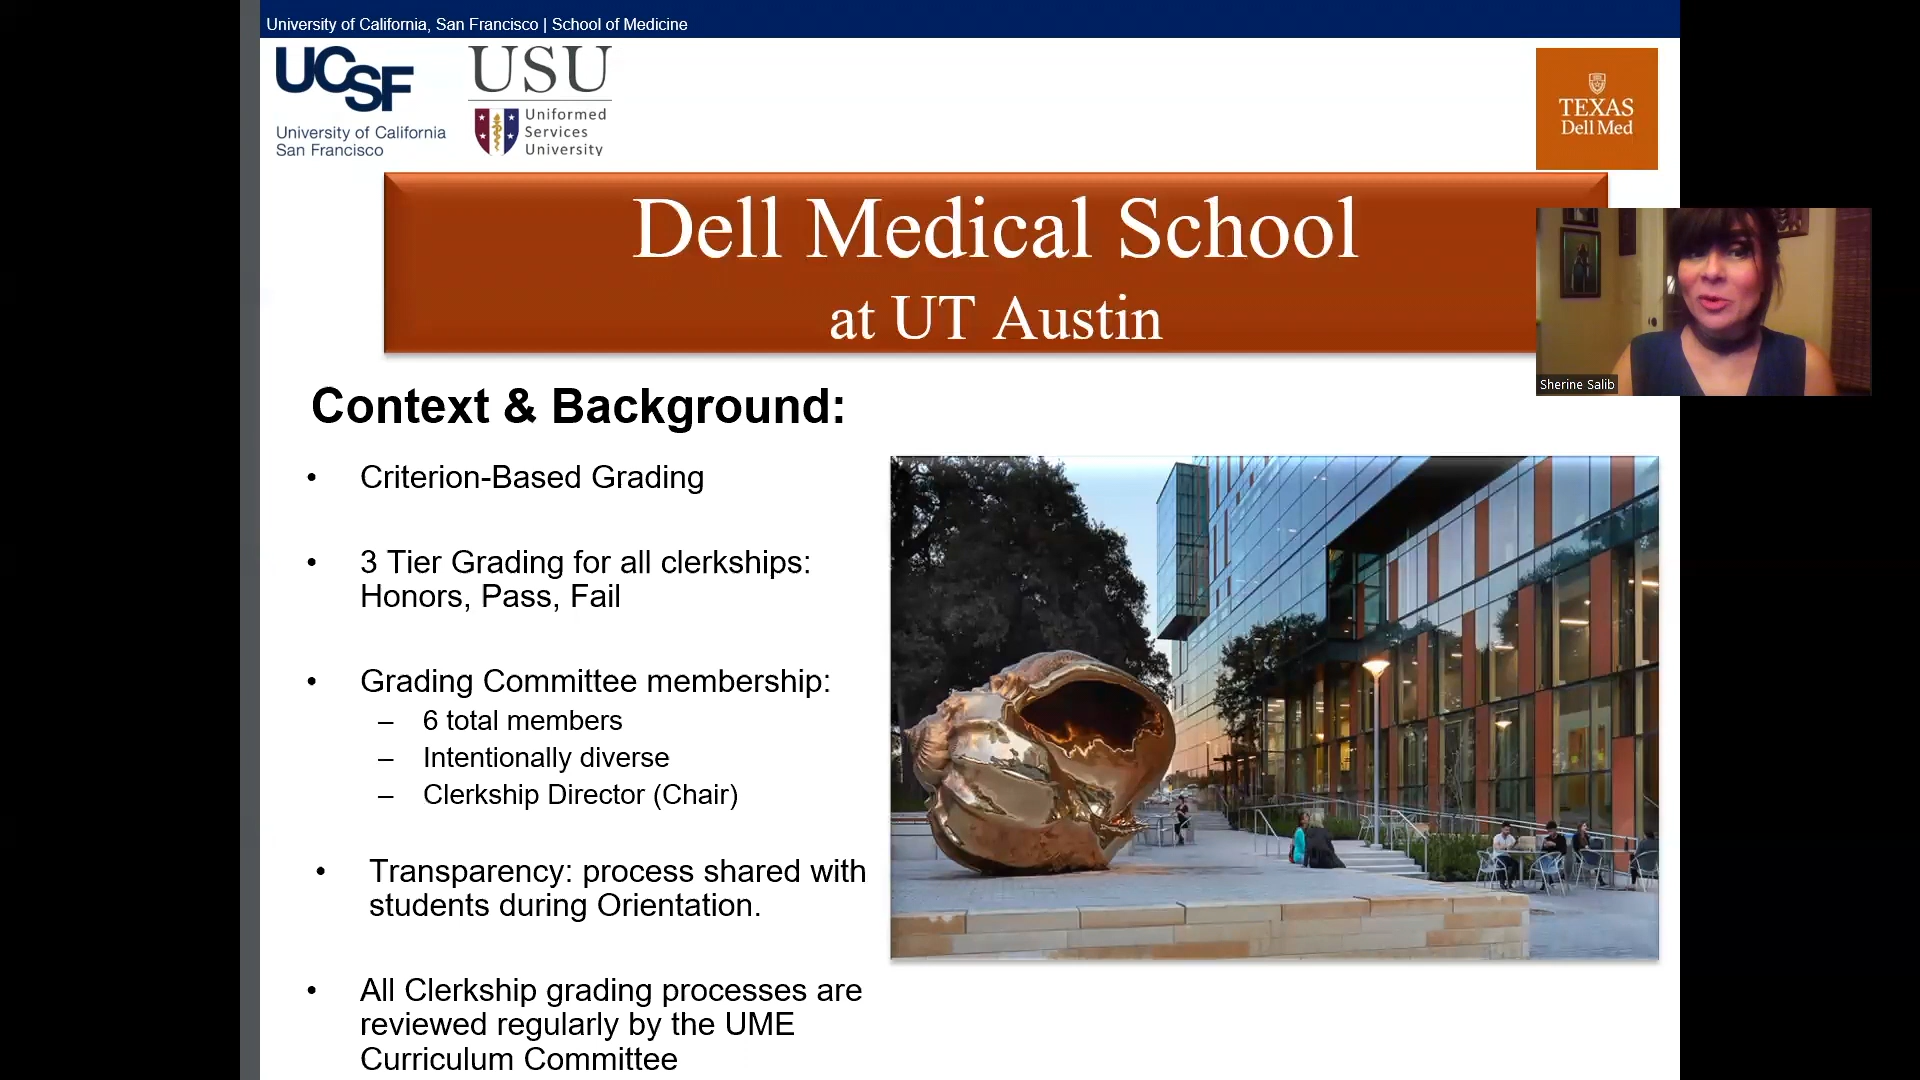 University of California, San Francisco | School of Medicine
UCSF
University of California
San Francisco
USU
Uniformed
Services
University
TEXAS
Dell Med
Dell Medical School
at UT Austin
Sherine Salib
Context & Background:
• Criterion-Based Grading
• 3 Tier Grading for all clerkships:
Honors, Pass, Fail
• Grading Committee membership:
– 6 total members
– Intentionally diverse
– Clerkship Director (Chair)
• Transparency: process shared with
students during Orientation.
• All Clerkship grading processes are
reviewed regularly by the UME
Curriculum Committee